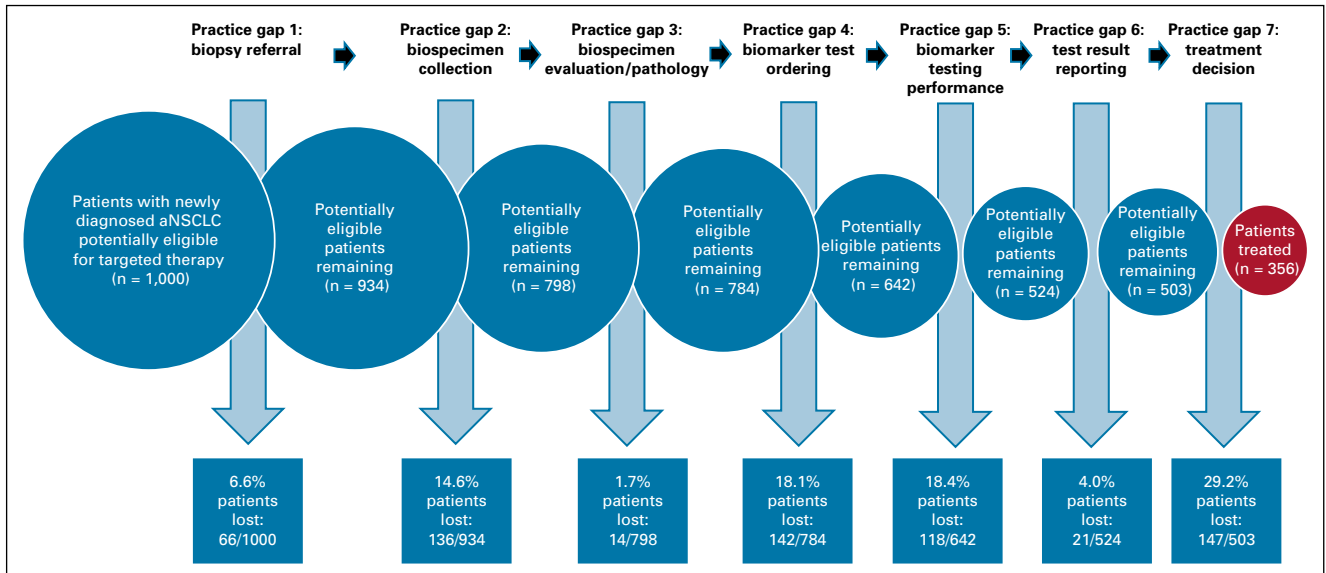 Practice gap 1:
biopsy referral
Practice gap 2:
biospecimen
collection
Practice gap 3:
biospecimen
evaluation/pathology
Practice gap 4:
biomarker test
ordering
Practice gap 5:
biomarker
testing
performance
Practice gap 6:
test result
reporting
Practice gap 7:
treatment
decision
Patients with newly
diagnosed aNSCLC
potentially eligible
for targeted therapy
(n = 1,000)
Potentially
eligible
patients
remaining
(n = 934)
Potentially
eligible
patients
remaining
(n = 798)
Potentially
eligible
patients
remaining
(n = 784)
Potentially
eligible patients
remaining
(n = 642)
Potentially
eligible
patients
remaining
(n = 524)
Potentially
eligible
patients
remaining
(n = 503)
Patients
treated
(n = 356)
6.6%
patients
lost:
66/1000
14.6%
patients
lost:
136/934
1.7%
patients
lost:
14/798
18.1%
patients
lost:
142/784
18.4%
patients
lost:
118/642
4.0%
patients
lost:
21/524
29.2%
patients
lost:
147/503